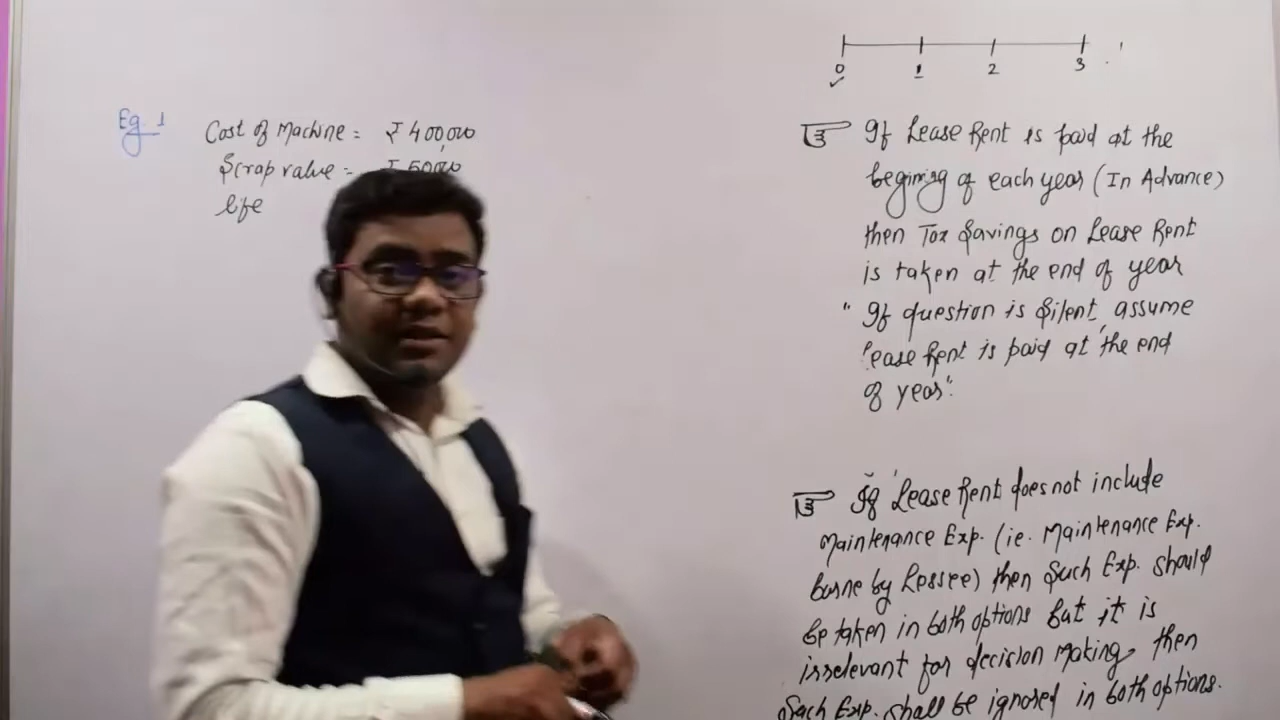 0 1 2 3
Eg. 1
Cost of Machine = ₹ 400,000
Scrap value = ₹ 50,000
life
If Lease Rent is paid at the
begining of each year (In Advance)
then Tax Savings on Lease Rent
is taken at the end of year
"If question is Silent, assume
Lease Rent is paid at the end
of year".
If Lease Rent does not include
Maintenance Exp. (ie. Maintenance Exp.
borne by Lessee) then Such Exp. should
be taken in both options but it is
irrelevant for decision Making, then
Such Exp. shall be ignored in both options.